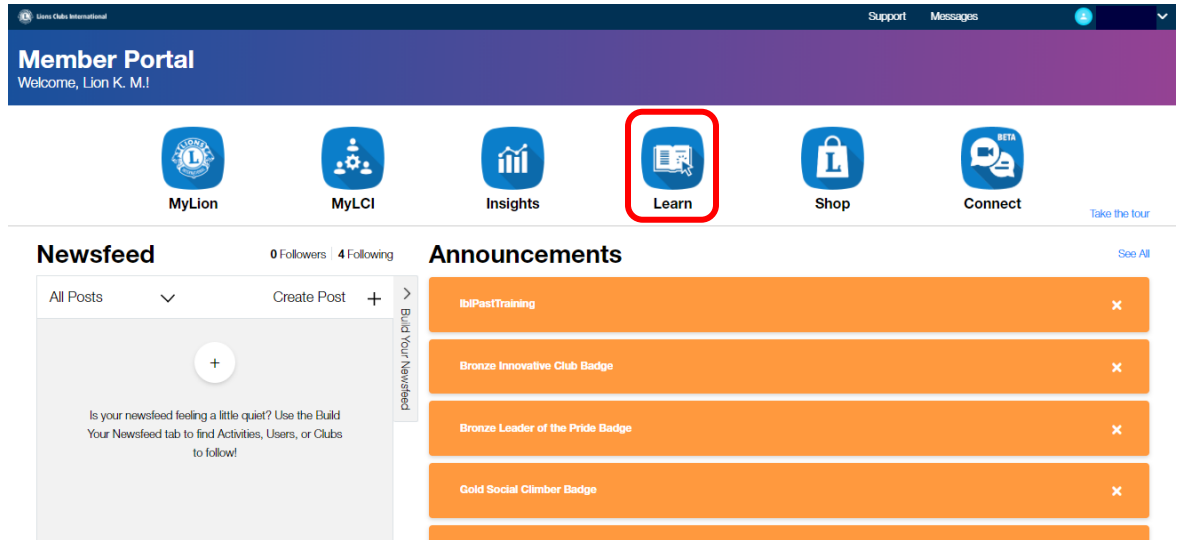 Lions Clubs International
Support
Messages
Member Portal
Welcome, Lion K. M.!
MyLion
MyLCI
Insights
Learn
Shop
BETA
Connect
Take the tour
Newsfeed
0 Followers
4 Following
All Posts
Create Post
Build Your Newsfeed
Is your newsfeed feeling a little quiet? Use the Build
Your Newsfeed tab to find Activities, Users, or Clubs
to follow!
Announcements
See All
lblPastTraining
Bronze Innovative Club Badge
Bronze Leader of the Pride Badge
Gold Social Climber Badge